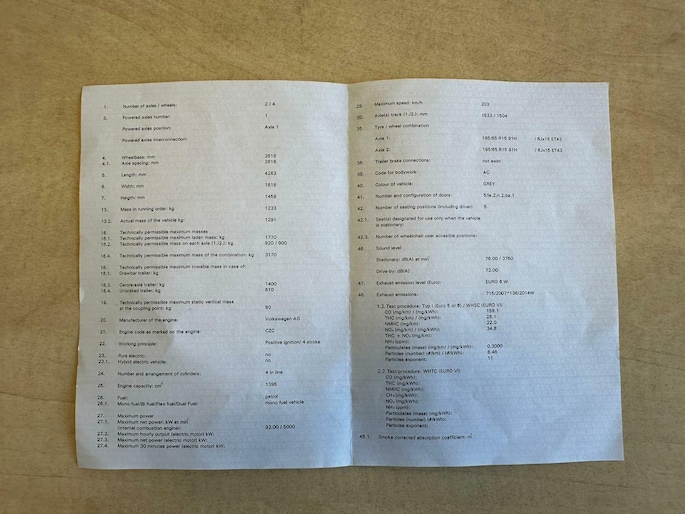 1. Number of axles / wheels: 2 / 4
3. Powered axles number: 1
Powered axles position: Axle 1
Powered axles interconnection:
4. Wheelbase: mm 2618
4.1. Axle spacing: mm 2618
5. Length: mm 4263
6. Width: mm
7. Heigth: mm 1459
13. Mass in running order: kg 1233
13.2. Actual mass of the vehicle kg: 1291
16. Technically permissible maximum masses
16.1. Technically permissible maximum laden mass: kg 1770
16.2. Technically permissible mass on each axle (1./2.): kg 920 / 900
16.4. Technically permissible maximum mass of the combination: kg 3170
18. Technically permissible maximum towable mass in case of:
18.1. Drawbar trailer: kg
18.3. Centre-axle trailer: kg 1400
18.4. Unbraked trailer: kg 610
19. Technically permissible maximum static vertical mass
at the coupling point: kg 80
20. Manufacturer of the engine: Volkswagen AG
21. Engine code as marked on the engine: CZC
22. Working principle: Positive ignition/ 4 stroke
23. Pure electric: no
23.1. Hybrid electric vehicle: no
24. Number and arrangement of cylinders: 4 in line
25. Engine capacity: cm³ 1395
26. Fuel: petrol
26.1. Mono fuel/Bi fuel/Flex fuel/Dual Fuel: mono fuel vehicle
27. Maximum power
27.1. Maximum net power: kW at min
(internal combustion engine): 92.00 / 5000
27.2. Maximum hourly output (electric motor) kW:
27.3. Maximum net power (electric motor) kW:
27.4. Maximum 30 minutes power (electric motor) kW:
29. Maximum speed: km/h: 203
30. Axle(s) track (1./2.): mm 1533 / 1504
35. Tyre / wheel combination
Axle 1: 195/65 R15 91H / 6Jx15 ET43
Axle 2: 195/65 R15 91H / 6Jx15 ET43
36. Trailer brake connections: not exist
38. Code for bodywork: AC
40. Colour of vehicle: GREY
41. Number and configuration of doors:
42. Number of seating positions (including driver): 5
42.1. Seat(s) designated for use only when the vehicle
is stationary:
42.3. Number of wheelchair user accesible positions:
46. Sound level
Stationary: dB(A) at min 76.00 / 3750
Drive-by: dB(A): 72.00
47. Exhaust emission level (Euro): EURO 6 W
48. Exhaust emissions: 715/2007*136/2014W
1.2. Test procedure: Typ I (Euro 5 or 6) / WHSC (EURO VI)
CO (mg/km) / (mg/kWh): 168.1
THC (mg/km) / (mg/kWh): 28.1
NMHC (mg/km): 22.0
NOₓ (mg/km) / (mg/kWh): 34.8
THC + NOₓ (mg/km):
NH₃ (ppm):
Particulates (mass) (mg/km) / (mg/kWh): 0.3000
Particles (number) (#/km) / (#/kWh): 8.48
Particles exponent: 11
2.2. Test procedure: WHTC (EURO VI)
CO (mg/kWh):
THC (mg/kWh):
NMHC (mg/kWh):
CH₄ (mg/kWh):
NOₓ (mg/kWh):
NH₃ (ppm):
Particulates (mass) (mg/kWh):
Particles (number) (#/kWh):
Particles exponent:
48.1. Smoke corrected absorption coefficient: m